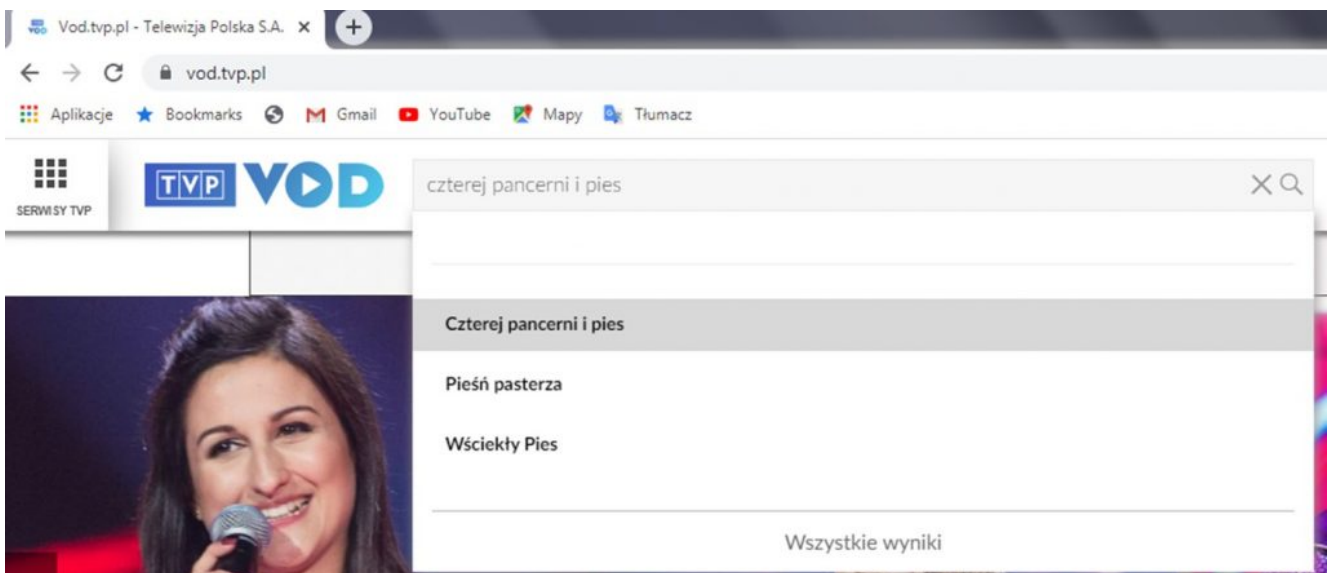 Vod.tvp.pl - Telewizja Polska S.A.
vod.tvp.pl
Aplikacje Bookmarks Gmail YouTube Mapy Tłumacz
SERWISY TVP
TVP VOD
czterej pancerni i pies
Czterej pancerni i pies
Pieśń pasterza
Wściekły Pies
Wszystkie wyniki